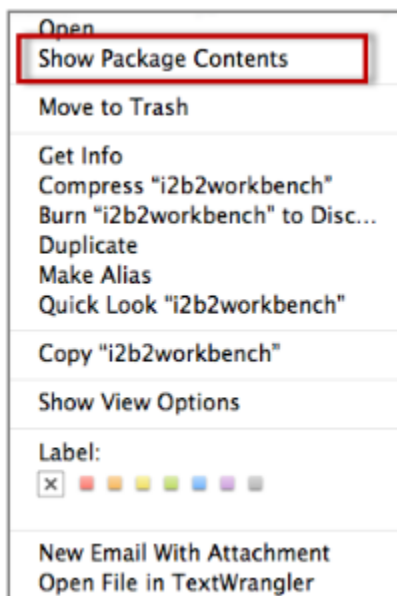 Open
Show Package Contents
Move to Trash
Get Info
Compress “i2b2workbench”
Burn “i2b2workbench” to Disc...
Duplicate
Make Alias
Quick Look "i2b2workbench"
Copy “i2b2workbench”
Show View Options
Label:
New Email With Attachment
Open File in TextWrangler